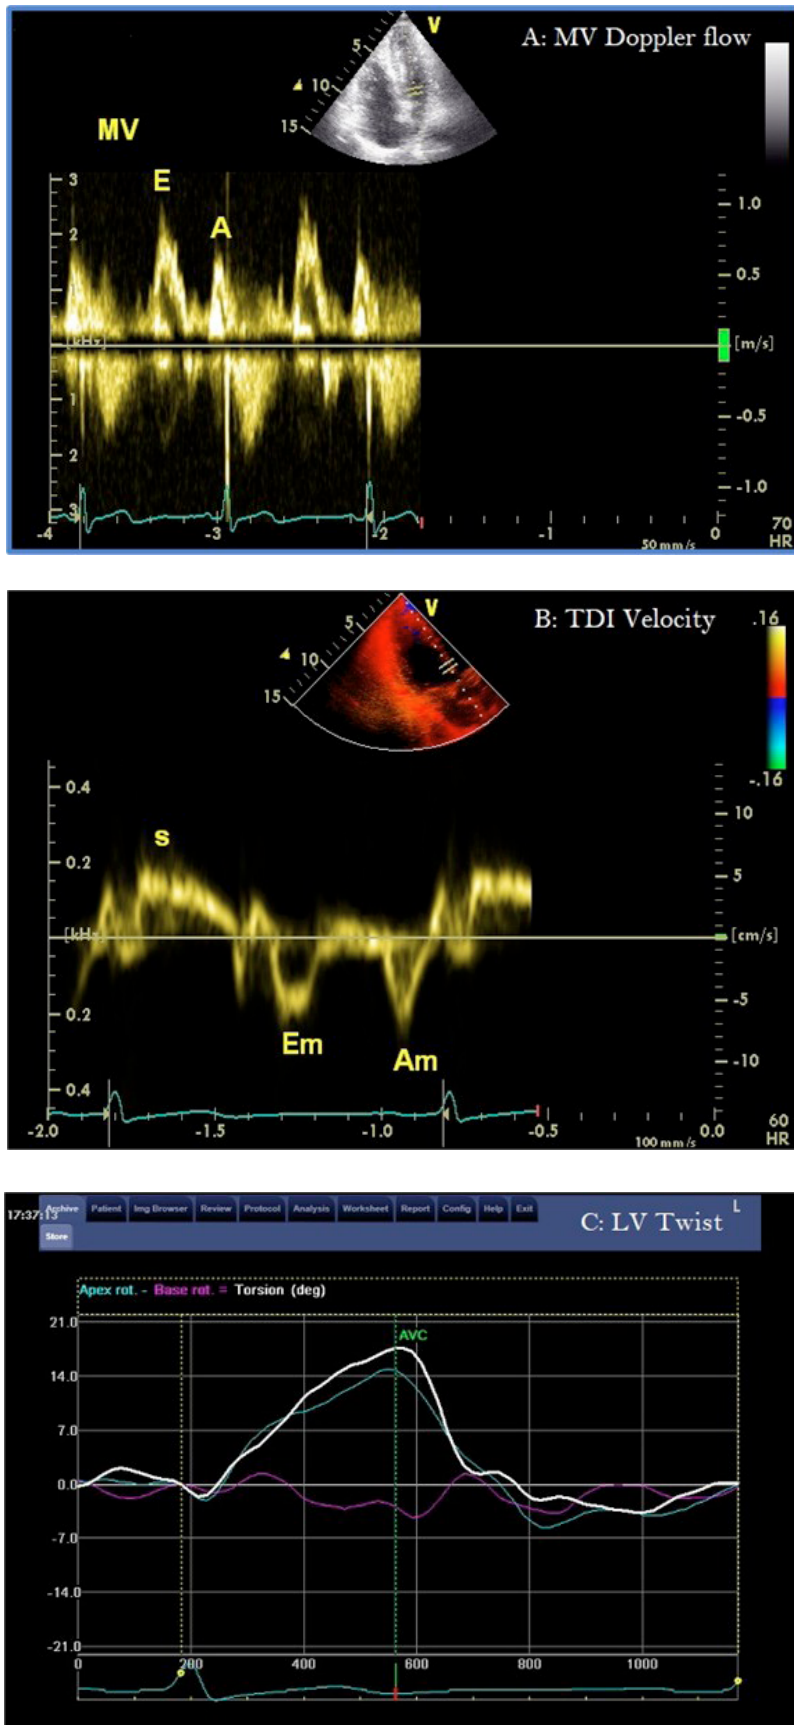 V
A: MV Doppler flow
5
10
15
MV
E
A
3
2
1
[kHz]
1
2
3
1.0
0.5
[m/s]
-0.5
-1.0
-4
-3
-2
-1
0
50 mm/s
70
HR
V
B: TDI Velocity
.16
-.16
5
10
15
0.4
0.2
[kHz]
0.2
0.4
s
Em
Am
10
5
[cm/s]
-5
-10
-2.0
-1.5
-1.0
-0.5
0.0
100 mm/s
60
HR
17:37:13
Archive Patient Img Browser Review Protocol Analysis Worksheet Report Config Help Exit
Store
C: LV Twist
L
Apex rot. - Base rot. = Torsion (deg)
AVC
21.0
14.0
7.0
0.0
-7.0
-14.0
-21.0
0 200 400 600 800 1000